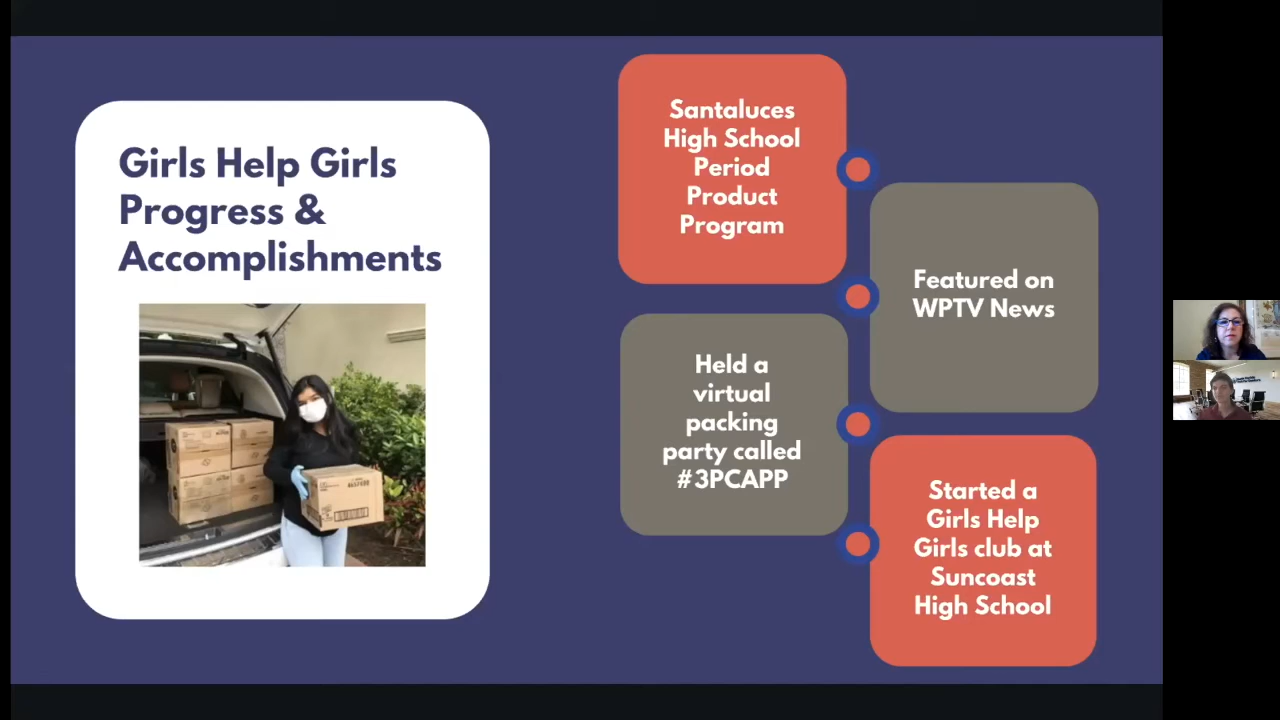 Girls Help Girls
Progress &
Accomplishments
Santaluces
High School
Period
Product
Program
Featured on
WPTV News
Held a
virtual
packing
party called
#3PCAPP
Started a
Girls Help
Girls club at
Suncoast
High School